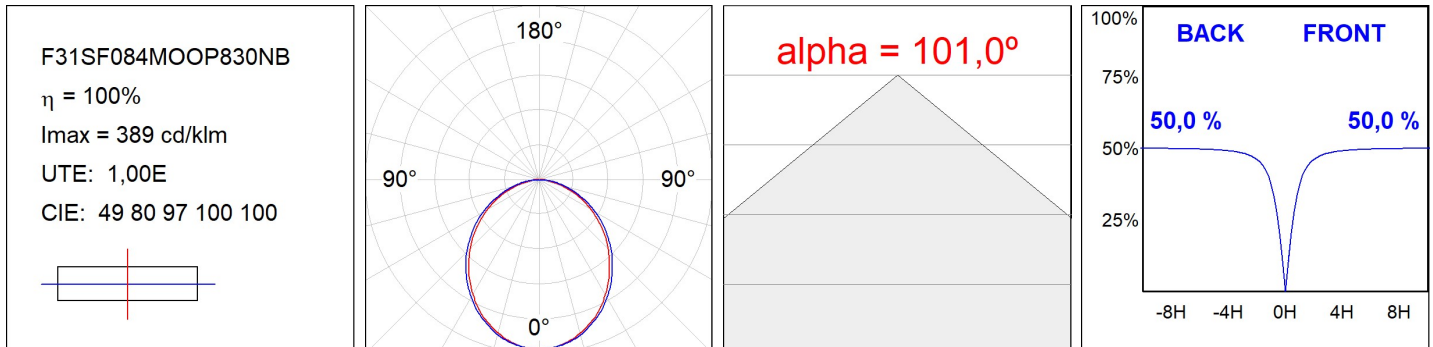 F31SF084MOOP830NB
η = 100%
Imax = 389 cd/klm
UTE: 1,00E
CIE: 49 80 97 100 100
180°
90°
90°
0°
alpha = 101,0º
100%
BACK FRONT
75%
50,0 % 50,0 %
50%
25%
-8H -4H 0H 4H 8H